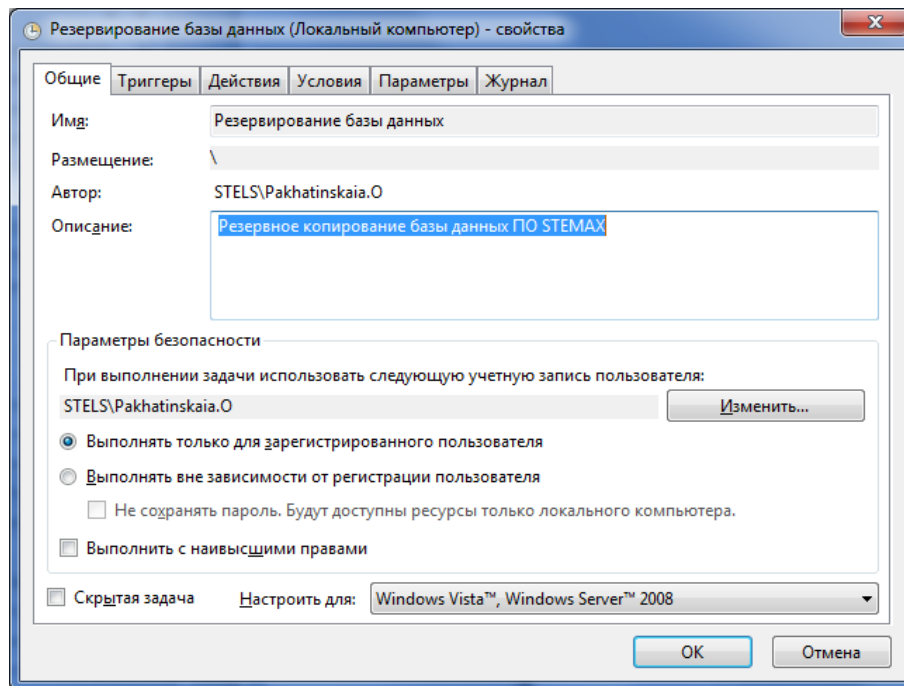 Резервирование базы данных (Локальный компьютер) - свойства
Общие Триггеры Действия Условия Параметры Журнал
Имя: Резервирование базы данных
Размещение: \
Автор: STELS\Pakhatinskaia.O
Описание: Резервное копирование базы данных ПО STEMAX
Параметры безопасности
При выполнении задачи использовать следующую учетную запись пользователя:
STELS\Pakhatinskaia.O Изменить...
Выполнять только для зарегистрированного пользователя
Выполнять вне зависимости от регистрации пользователя
Не сохранять пароль. Будут доступны ресурсы только локального компьютера.
Выполнить с наивысшими правами
Скрытая задача Настроить для: Windows Vista™, Windows Server™ 2008
ОК Отмена